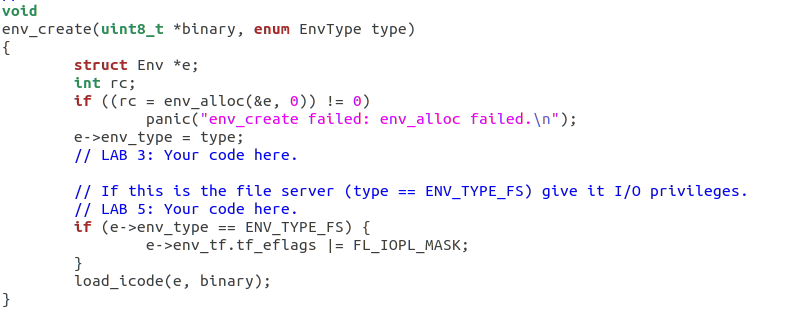 void
env_create(uint8_t *binary, enum EnvType type)
{
        struct Env *e;
        int rc;
        if ((rc = env_alloc(&e, 0)) != 0)
                panic("env_create failed: env_alloc failed.\n");
        e->env_type = type;
        // LAB 3: Your code here.

        // If this is the file server (type == ENV_TYPE_FS) give it I/O privileges.
        // LAB 5: Your code here.
        if (e->env_type == ENV_TYPE_FS) {
                e->env_tf.tf_eflags |= FL_IOPL_MASK;
        }
        load_icode(e, binary);
}